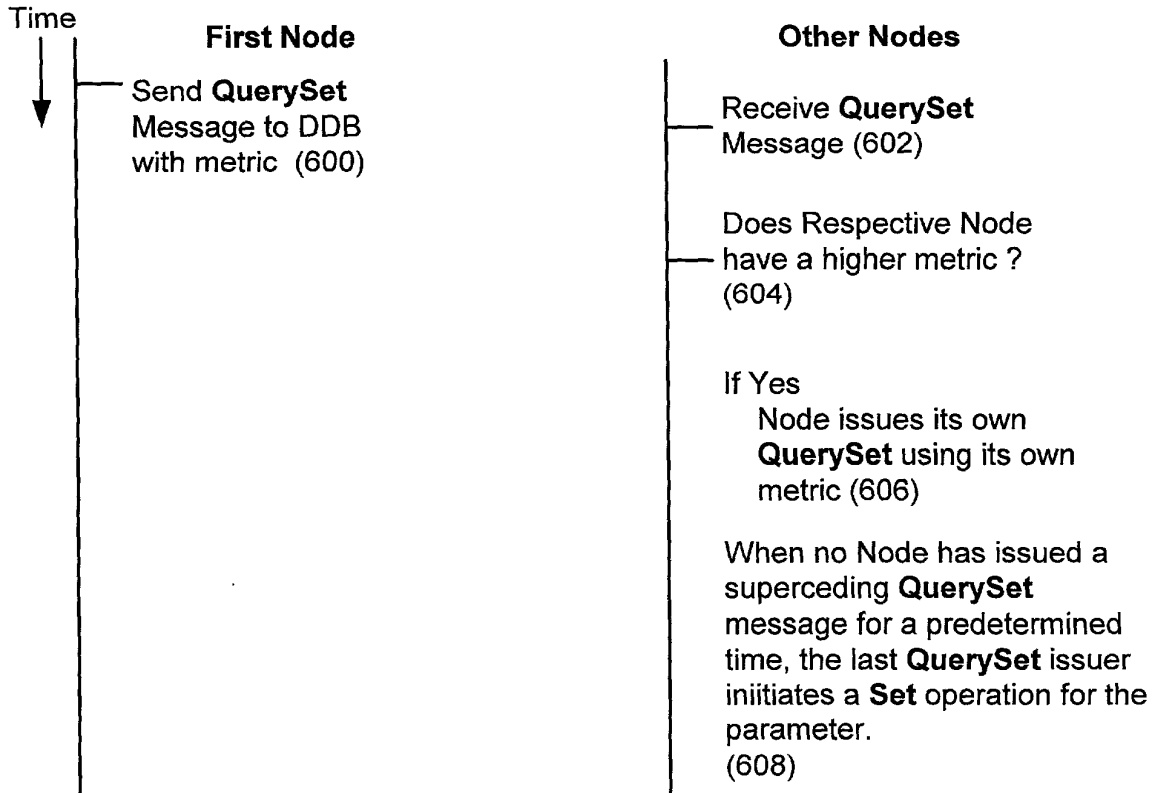 Time
First Node
Send QuerySet
Message to DDB
with metric (600)
Other Nodes
Receive QuerySet
Message (602)
Does Respective Node
have a higher metric ?
(604)
If Yes
Node issues its own
QuerySet using its own
metric (606)
When no Node has issued a
superceding QuerySet
message for a predetermined
time, the last QuerySet issuer
iniitiates a Set operation for the
parameter.
(608)